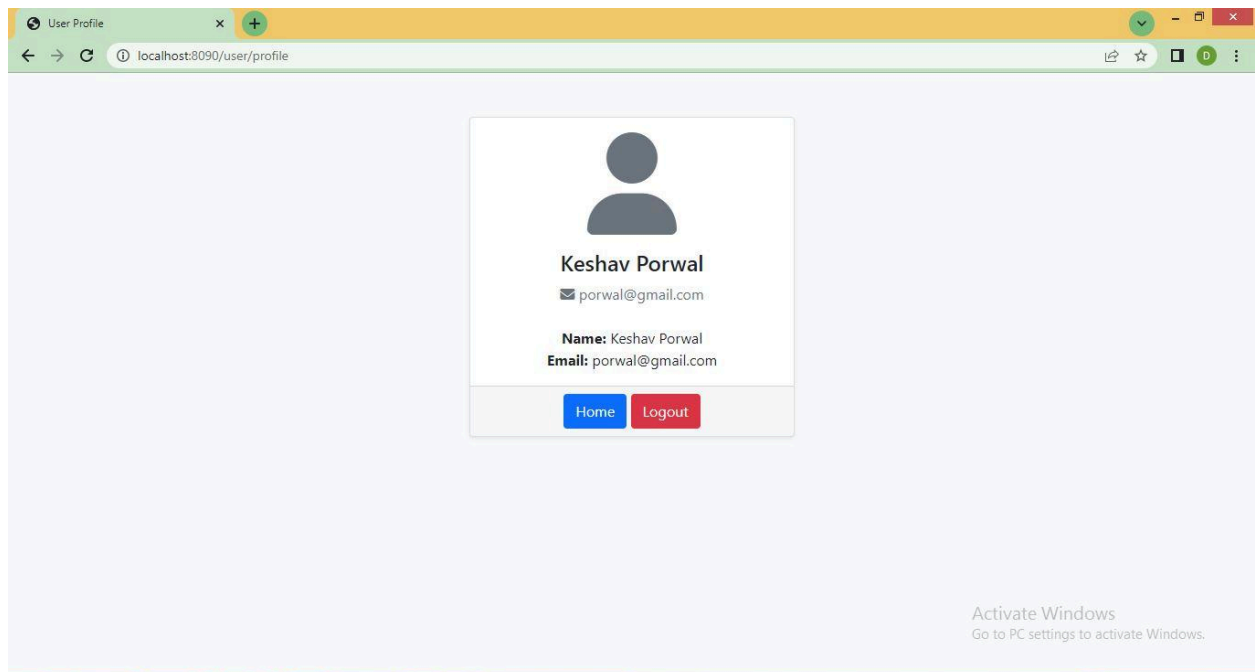 User Profile
localhost:8090/user/profile
D
Keshav Porwal
porwal@gmail.com
Name: Keshav Porwal
Email: porwal@gmail.com
Home Logout
Activate Windows
Go to PC settings to activate Windows.